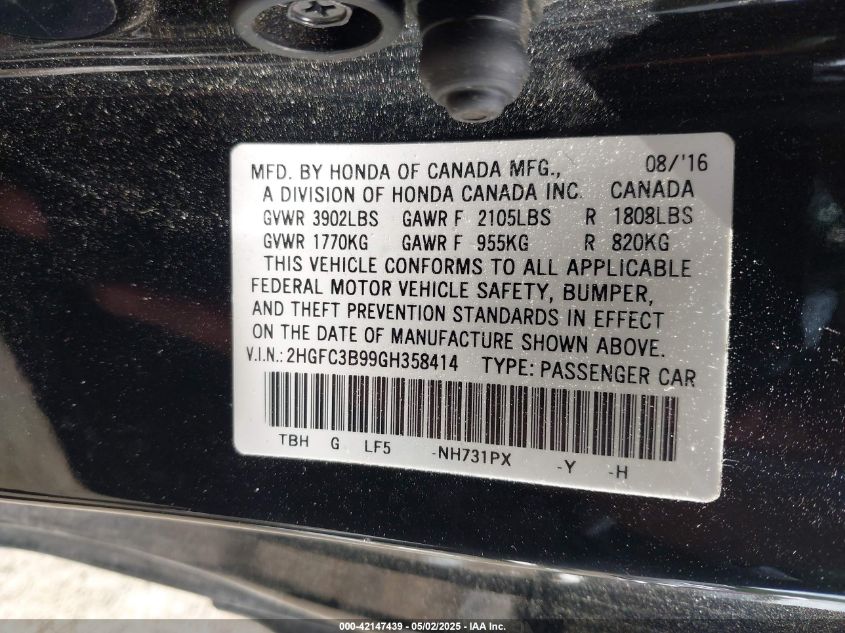 MFD. BY HONDA OF CANADA MFG., 08/'16
A DIVISION OF HONDA CANADA INC. CANADA
GVWR 3902LBS GAWR F 2105LBS R 1808LBS
GVWR 1770KG GAWR F 955KG R 820KG
THIS VEHICLE CONFORMS TO ALL APPLICABLE
FEDERAL MOTOR VEHICLE SAFETY, BUMPER,
AND THEFT PREVENTION STANDARDS IN EFFECT
ON THE DATE OF MANUFACTURE SHOWN ABOVE.
V.I.N.: 2HGFC3B99GH358414 TYPE: PASSENGER CAR
TBH G LF5 -NH731PX -Y -H
000-42147439 - 05/02/2025 - IAA Inc.